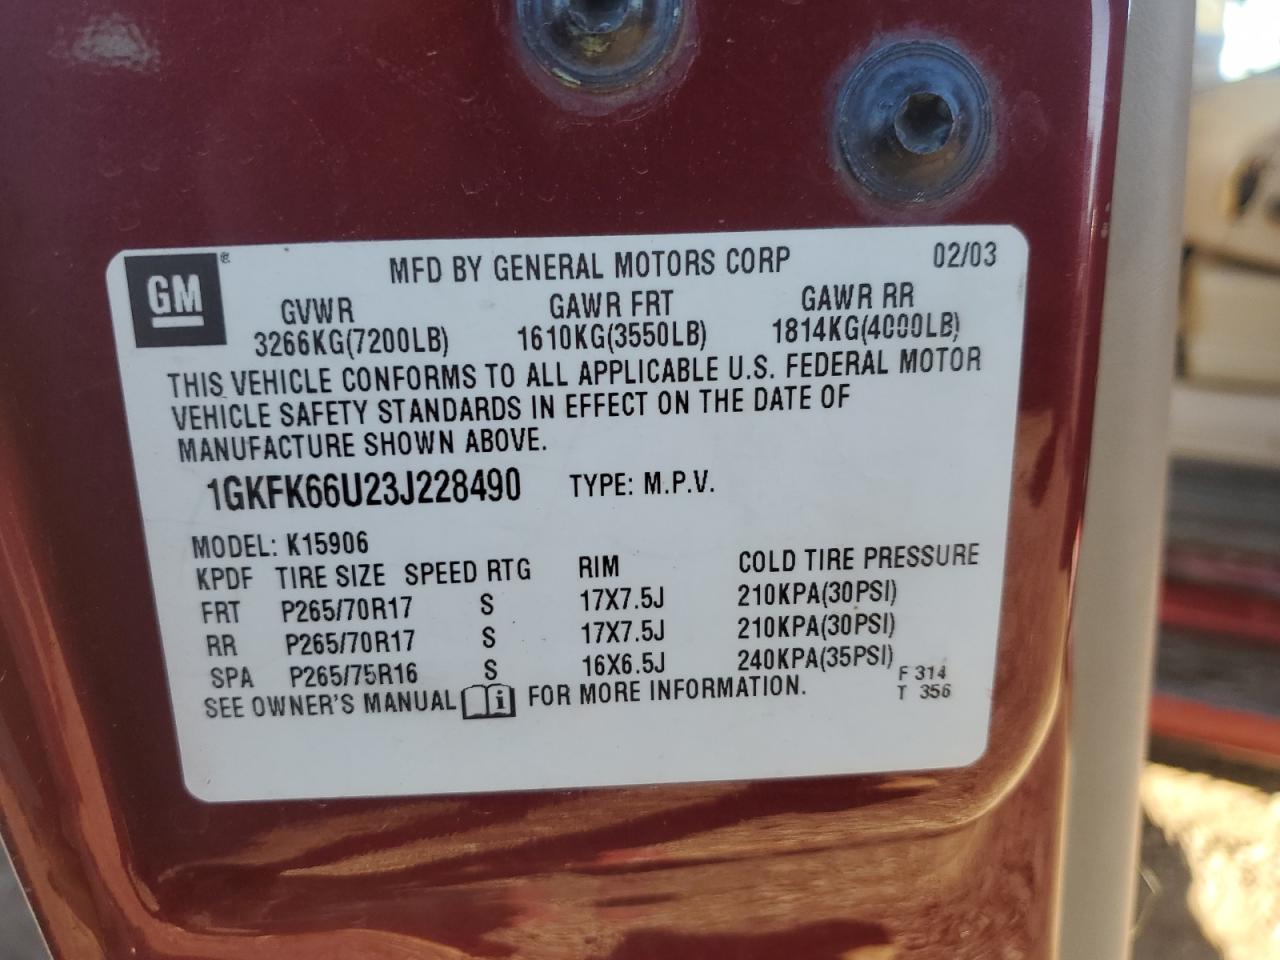 GM ® MFD BY GENERAL MOTORS CORP 02/03
GVWR GAWR FRT GAWR RR
3266KG(7200LB) 1610KG(3550LB) 1814KG(4000LB)
THIS VEHICLE CONFORMS TO ALL APPLICABLE U.S. FEDERAL MOTOR
VEHICLE SAFETY STANDARDS IN EFFECT ON THE DATE OF
MANUFACTURE SHOWN ABOVE.
1GKFK66U23J228490 TYPE: M.P.V.
MODEL: K15906
KPDF TIRE SIZE SPEED RTG RIM COLD TIRE PRESSURE
FRT P265/70R17 S 17X7.5J 210KPA(30PSI)
RR P265/70R17 S 17X7.5J 210KPA(30PSI)
SPA P265/75R16 S 16X6.5J 240KPA(35PSI)
SEE OWNER'S MANUAL i FOR MORE INFORMATION.
F 314
T 356